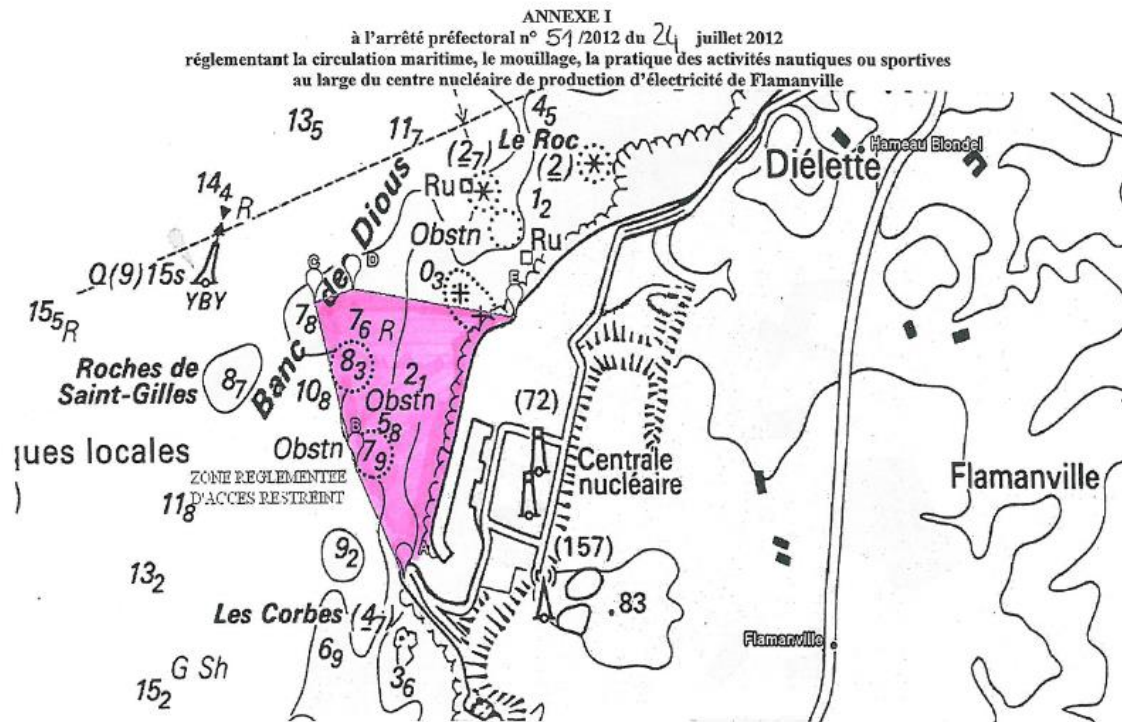 ANNEXE I
à l'arrêté préfectoral n° 51 /2012 du 24 juillet 2012
réglementant la circulation maritime, le mouillage, la pratique des activités nautiques ou sportives
au large du centre nucléaire de production d'électricité de Flamanville
13₅
11₇
4₅
Le Roc
(2)
(2₇)
Hameau Blondel
Diélette
14₄ R
Ru
1₂
Obstn
Ru
Q(9)15s
YBY
C
D
E
0₃
Banc de Dious
15₅ R
7₈
7₆ R
Roches de
Saint-Gilles
8₇
8₃
10₈
2₁
Obstn
5₈
(72)
B
Obstn
7₉
ques locales
)
Centrale
nucléaire
Flamanville
ZONE REGLEMENTEE
D'ACCES RESTREINT
11₈
A
9₂
(157)
13₂
83
Les Corbes (4₇)
Flamanville
6₉
G Sh
15₂
3₆